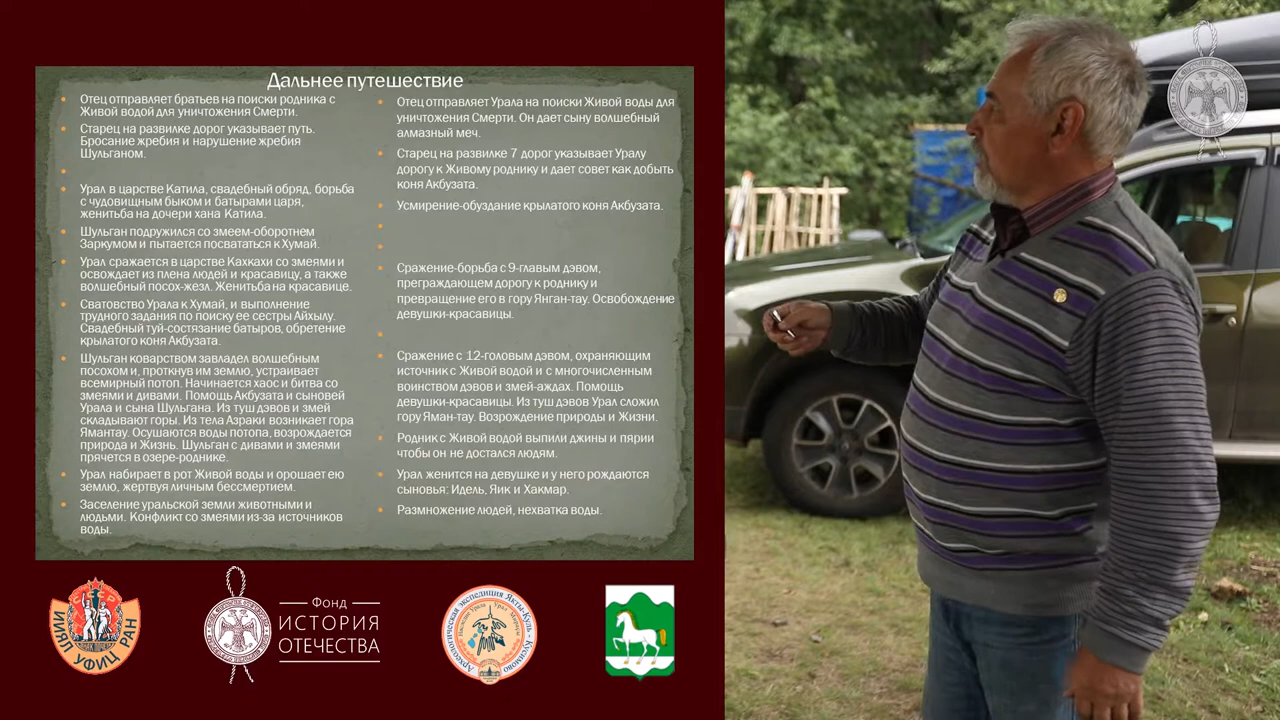 Дальнее путешествие
Отец отправляет братьев на поиски родника с
Живой водой для уничтожения Смерти.
Старец на развилке дорог указывает путь.
Бросание жребия и нарушение жребия
Шульганом.
Урал в царстве Катила, свадебный обряд, борьба
с чудовищным быком и батырами царя,
женитьба на дочери хана Катила.
Шульган подружился со змеем-оборотнем
Заркумом и пытается посвататься к Хумай.
Урал сражается в царстве Кахкахи со змеями и
освождает из плена людей и красавицу, а также
волшебный посох-жезл. Женитьба на красавице.
Сватовство Урала к Хумай, и выполнение
трудного задания по поиску ее сестры Айхылу.
Свадебный туй-состязание батыров, обретение
крылатого коня Акбузата.
Шульган коварством завладел волшебным
посохом и, проткнув им землю, устраивает
всемирный потоп. Начинается хаос и битва со
змеями и дивами. Помощь Акбузата и сыновей
Урала и сына Шульгана. Из туш дэвов и змей
складывают горы. Из тела Азраки возникает гора
Ямантау. Осушаются воды потопа, возрождается
природа и Жизнь. Шульган с дивами и змеями
прячется в озере-роднике.
Урал набирает в рот Живой воды и орошает ею
землю, жертвуя личным бессмертием.
Заселение уральской земли животными и
людьми. Конфликт со змеями из-за источников
воды.
Отец отправляет Урала на поиски Живой воды для
уничтожения Смерти. Он дает сыну волшебный
алмазный меч.
Старец на развилке 7 дорог указывает Уралу
дорогу к Живому роднику и дает совет как добыть
коня Акбузата.
Усмирение-обуздание крылатого коня Акбузата.
Сражение-борьба с 9-главым дэвом,
преграждающем дорогу к роднику и
превращение его в гору Янган-тау. Освобождение
девушки-красавицы.
Сражение с 12-головым дэвом, охраняющим
источник с Живой водой и с многочисленным
воинством дэвов и змей-аждах. Помощь
девушки-красавицы. Из туш дэвов Урал сложил
гору Яман-тау. Возрождение природы и Жизни.
Родник с Живой водой выпили джины и пярии
чтобы он не достался людям.
Урал женится на девушке и у него рождаются
сыновья: Идель, Яик и Хакмар.
Размножение людей, нехватка воды.
СССР
ИИЯЛ УФИЦ РАН
Фонд
ИСТОРИЯ
ОТЕЧЕСТВА
Археологическая экспедиция Якты-Куль - Кусимово